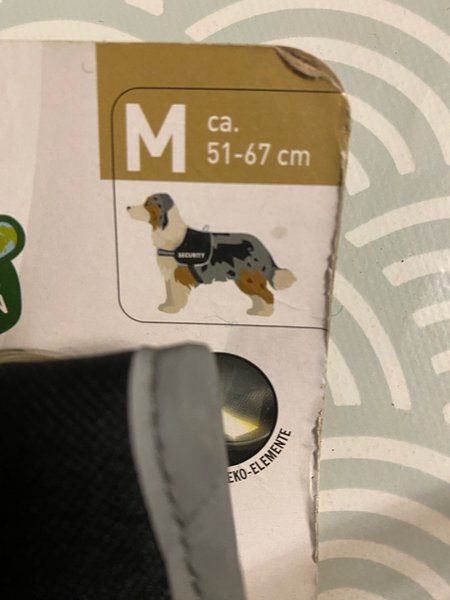 M
ca.
51-67 cm
SECURITY
EKO-ELEMENTE